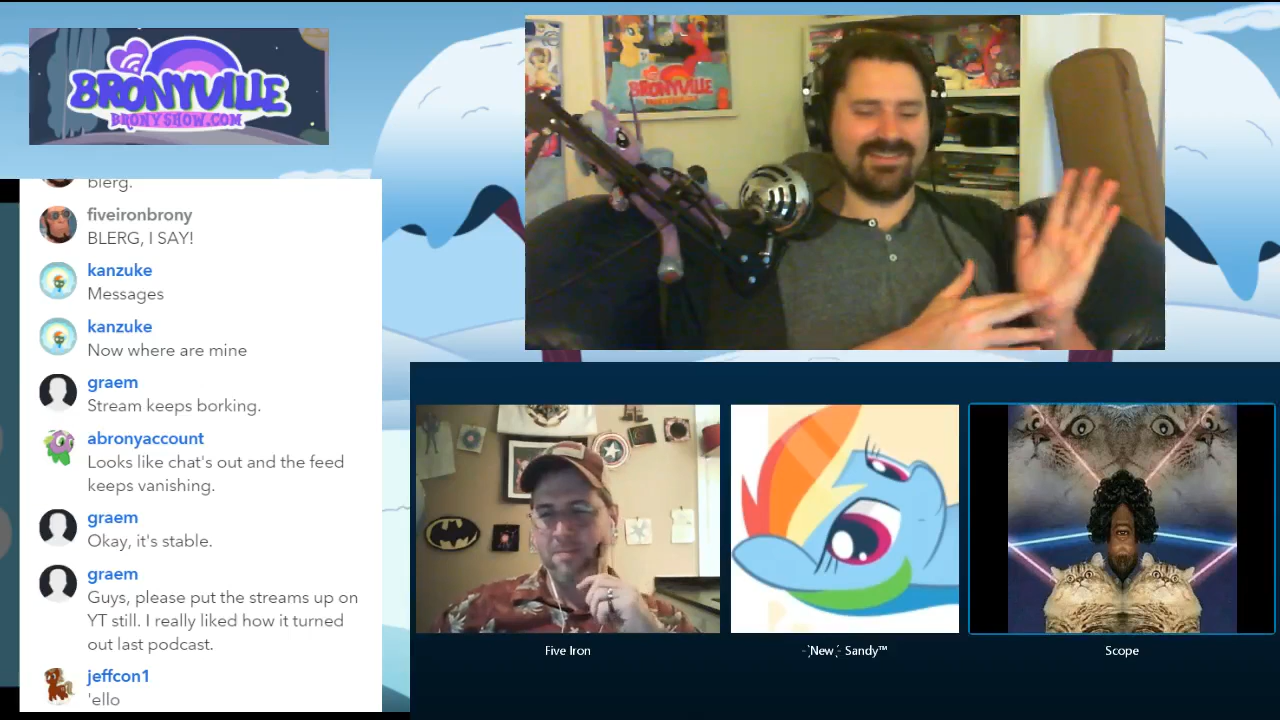 BRONYVILLE
BRONYSHOW.COM
blerg.
fiveironbrony
BLERG, I SAY!
kanzuke
Messages
kanzuke
Now where are mine
graem
Stream keeps borking.
abronyaccount
Looks like chat's out and the feed
keeps vanishing.
graem
Okay, it's stable.
graem
Guys, please put the streams up on
YT still. I really liked how it turned
out last podcast.
jeffcon1
'ello
BRONYVILLE
Five Iron
-¦New¦- Sandy™
Scope